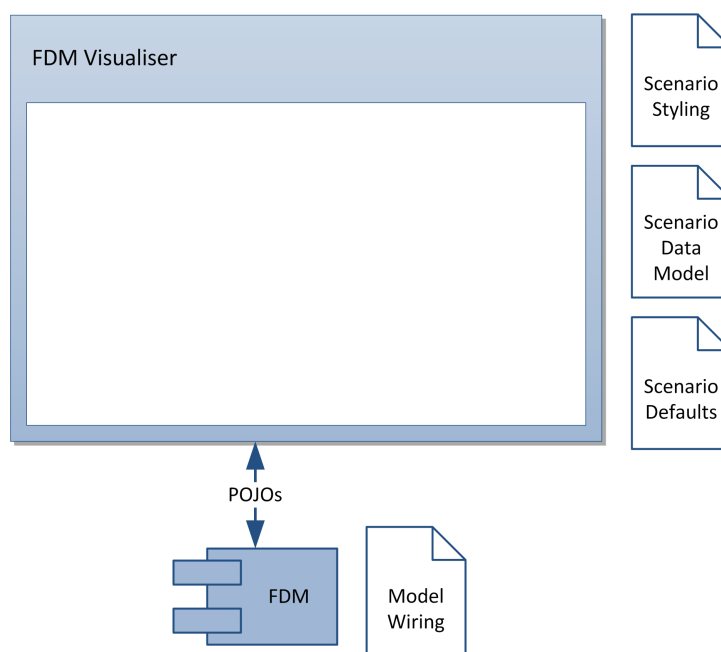 FDM Visualiser
Scenario
Styling
Scenario
Data
Model
Scenario
Defaults
POJOs
FDM
Model
Wiring